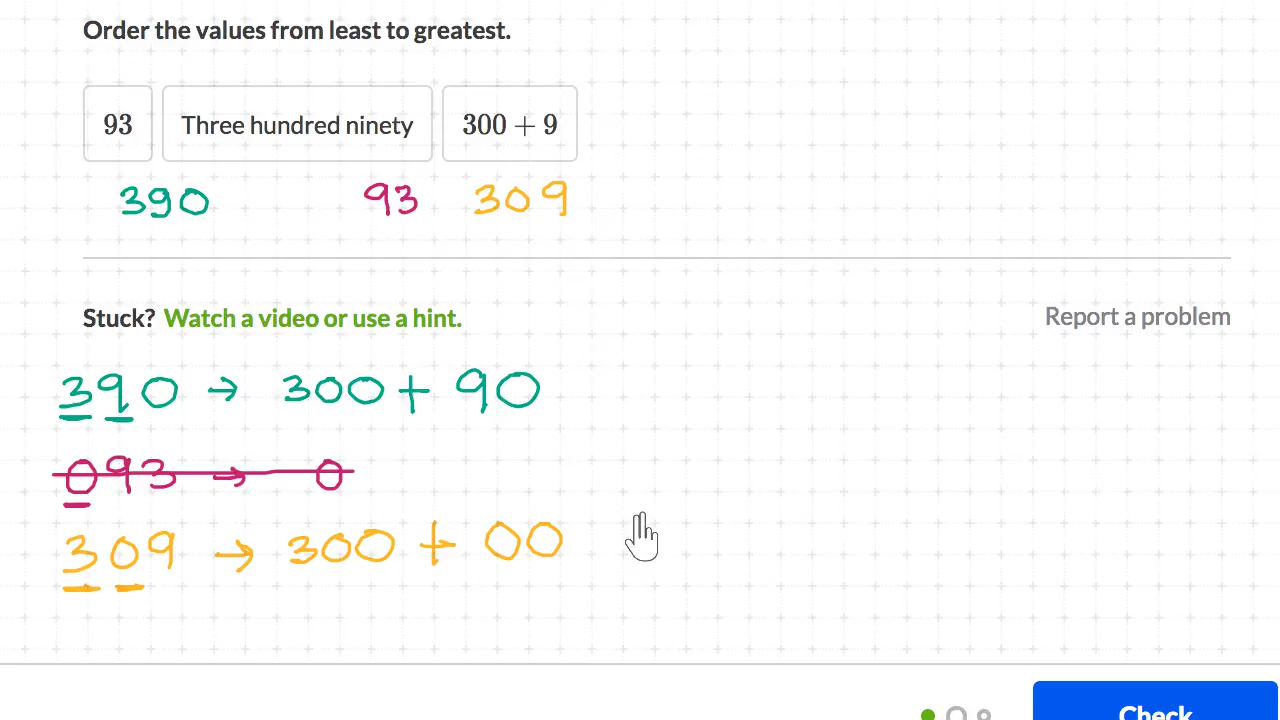 Order the values from least to greatest.
93 Three hundred ninety 300 + 9
390 93 309
Stuck? Watch a video or use a hint. Report a problem
390 → 300 + 90
093 → 0
309 → 300 + 00
Check